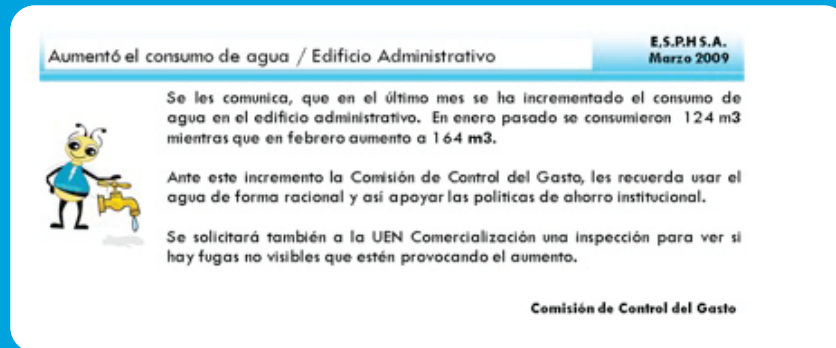 E.S.P.H S.A.
Aumentó el consumo de agua / Edificio Administrativo
Marzo 2009
Se les comunica, que en el último mes se ha incrementado el consumo de
agua en el edificio administrativo. En enero pasado se consumieron 124 m3
mientras que en febrero aumento a 164 m3.
Ante este incremento la Comisión de Control del Gasto, les recuerda usar el
agua de forma racional y así apoyar las políticas de ahorro institucional.
Se solicitará también a la UEN Comercialización una inspección para ver si
hay fugas no visibles que estén provocando el aumento.
Comisión de Control del Gasto